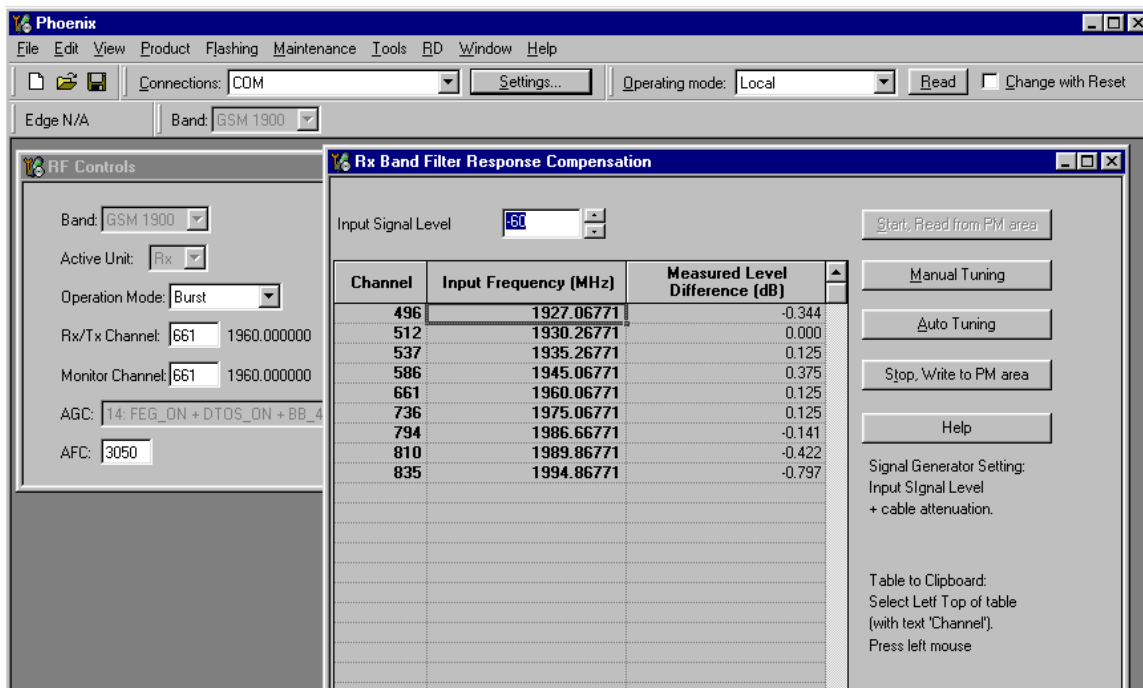 Phoenix
File Edit View Product Flashing Maintenance Tools RD Window Help
Connections: COM Settings... Operating mode: Local Read Change with Reset
Edge N/A Band: GSM 1900
RF Controls
Band: GSM 1900
Active Unit: Rx
Operation Mode: Burst
Rx/Tx Channel: 661 1960.000000
Monitor Channel: 661 1960.000000
AGC: 14: FEG_ON + DTOS_ON + BB_4
AFC: 3050
Rx Band Filter Response Compensation
Input Signal Level -60
Channel Input Frequency (MHz) Measured Level Difference (dB)
496 1927.06771 -0.344
512 1930.26771 0.000
537 1935.26771 0.125
586 1945.06771 0.375
661 1960.06771 0.125
736 1975.06771 0.125
794 1986.66771 -0.141
810 1989.86771 -0.422
835 1994.86771 -0.797
Start, Read from PM area
Manual Tuning
Auto Tuning
Stop, Write to PM area
Help
Signal Generator Setting:
Input SIgnal Level
+ cable attenuation.
Table to Clipboard:
Select Letf Top of table
(with text 'Channel').
Press left mouse